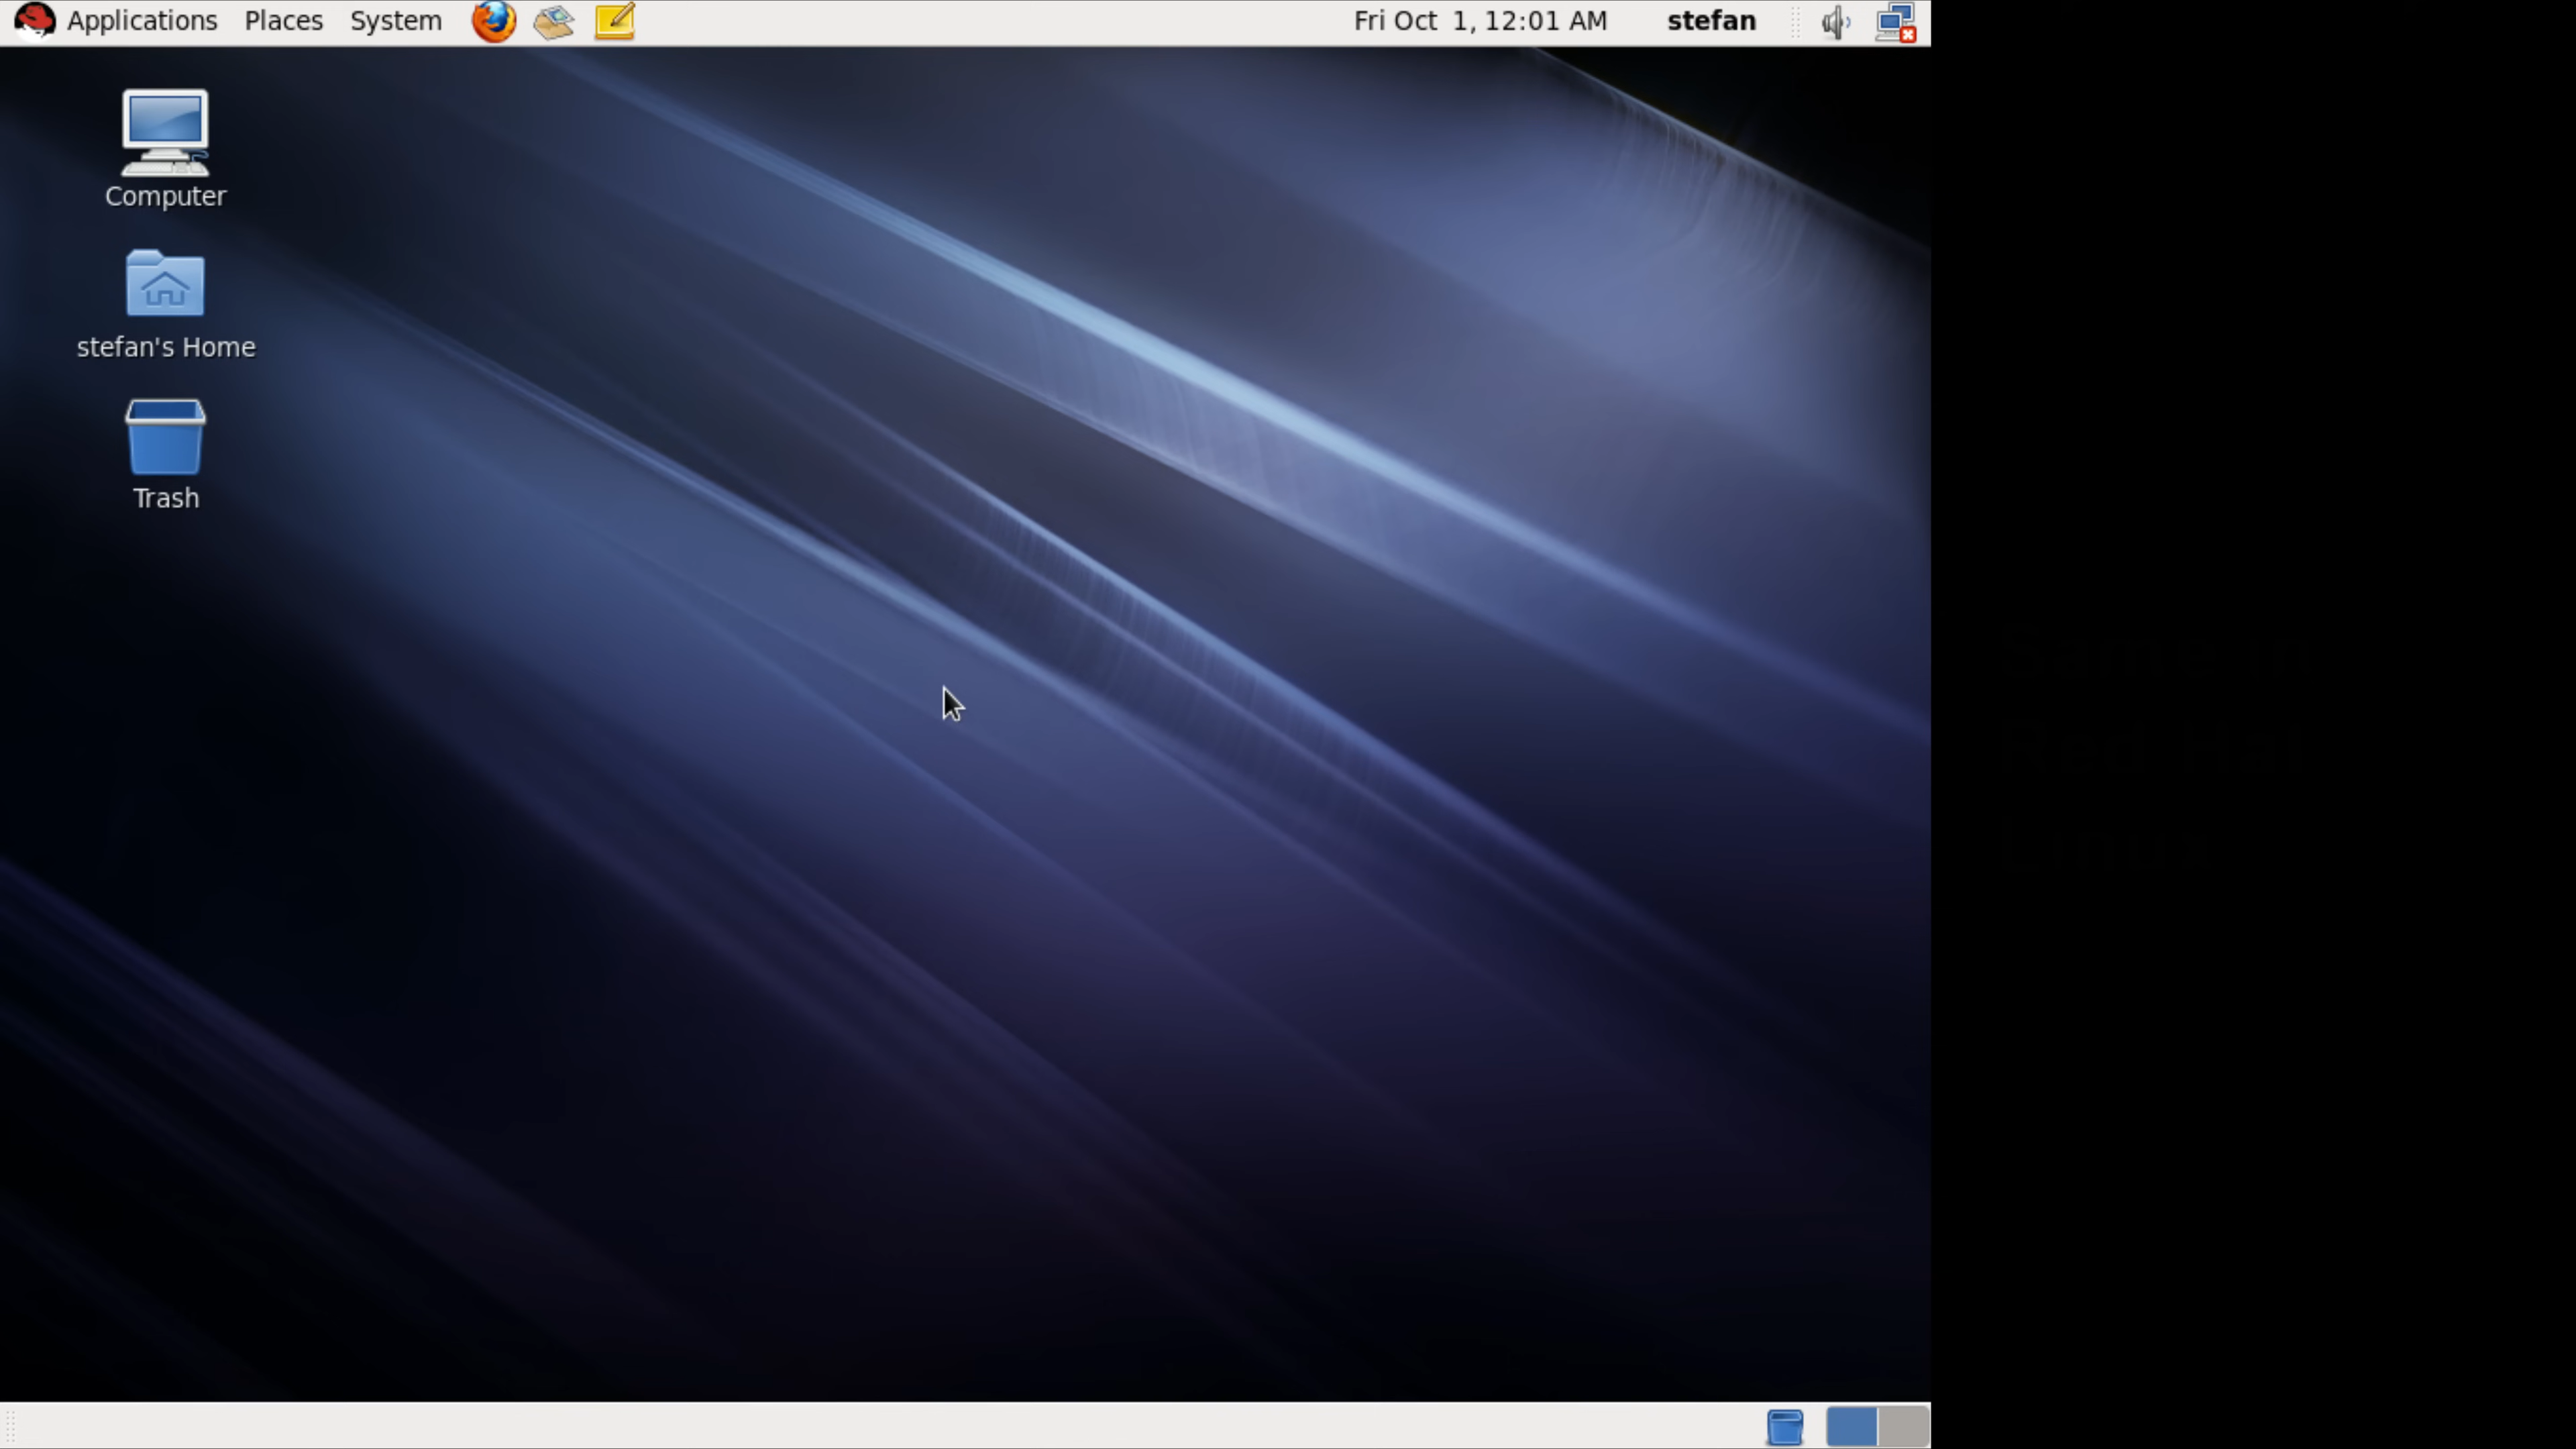 Applications Places System Fri Oct 1, 12:01 AM stefan
Computer
stefan's Home
Trash